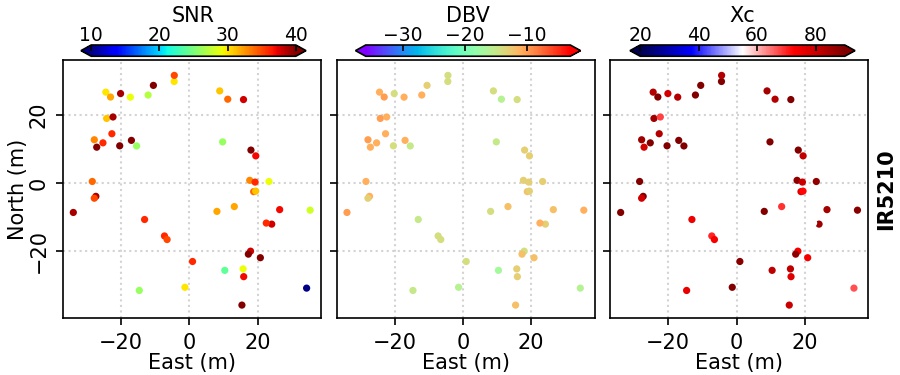 SNR DBV Xc
10 20 30 40 −30 −20 −10 20 40 60 80
20
0
−20
North (m)
IR5210
−20 0 20 −20 0 20 −20 0 20
East (m) East (m) East (m)